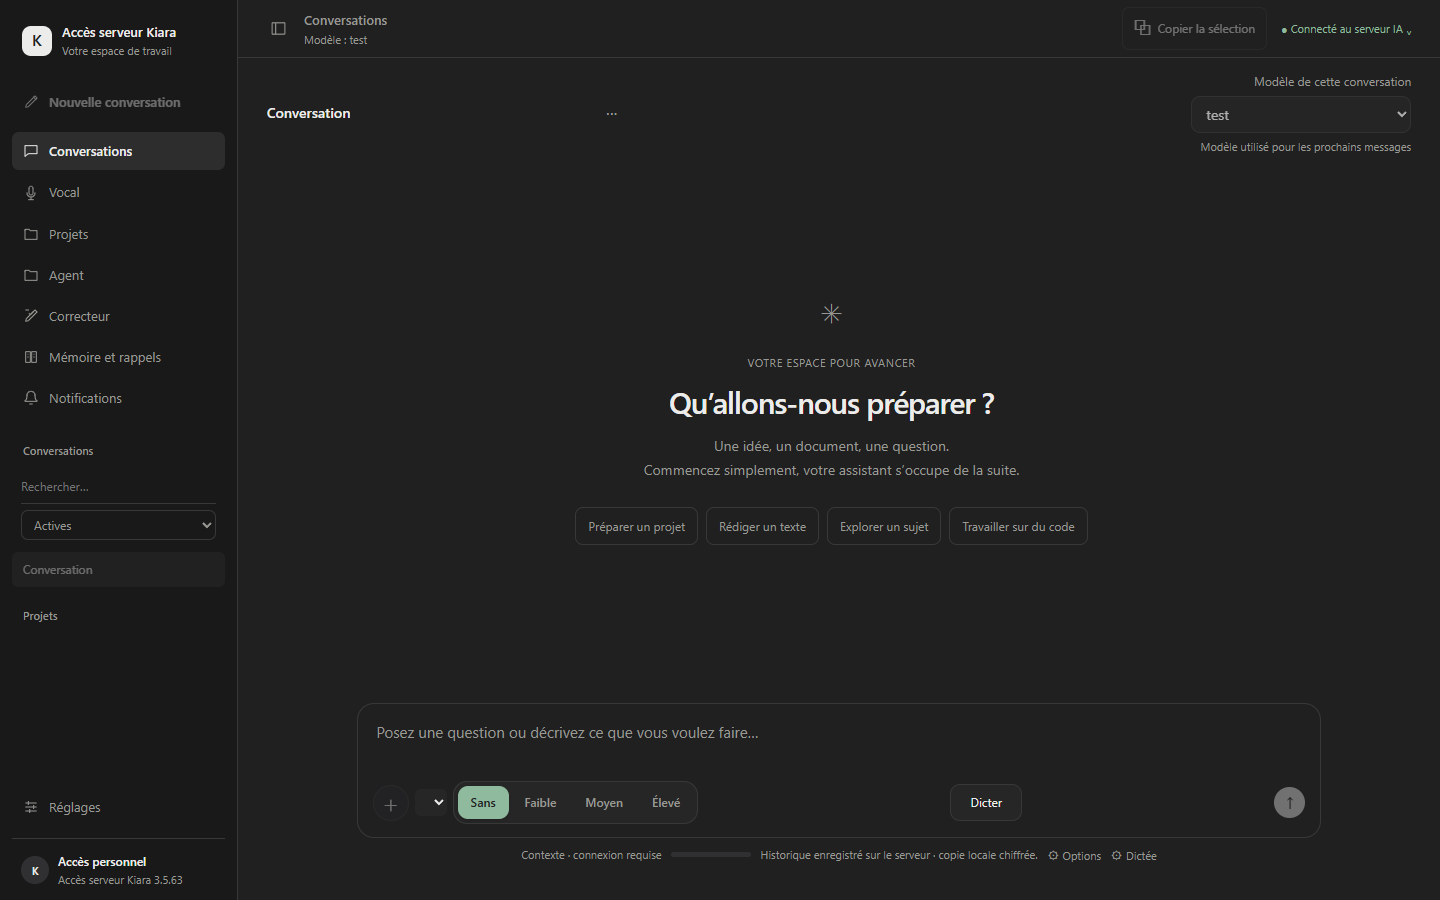 K
Accès serveur Kiara
Votre espace de travail
Nouvelle conversation
Conversations
Vocal
Projets
Agent
Correcteur
Mémoire et rappels
Notifications
Conversations
Rechercher...
Actives
Conversation
Projets
Réglages
K
Accès personnel
Accès serveur Kiara 3.5.63
Conversations
Modèle : test
Copier la sélection
Connecté au serveur IA
Conversation
...
Modèle de cette conversation
test
Modèle utilisé pour les prochains messages
VOTRE ESPACE POUR AVANCER
Qu’allons-nous préparer ?
Une idée, un document, une question.
Commencez simplement, votre assistant s’occupe de la suite.
Préparer un projet
Rédiger un texte
Explorer un sujet
Travailler sur du code
Posez une question ou décrivez ce que vous voulez faire...
Sans
Faible
Moyen
Élevé
Dicter
Contexte · connexion requise
Historique enregistré sur le serveur · copie locale chiffrée.
Options
Dictée